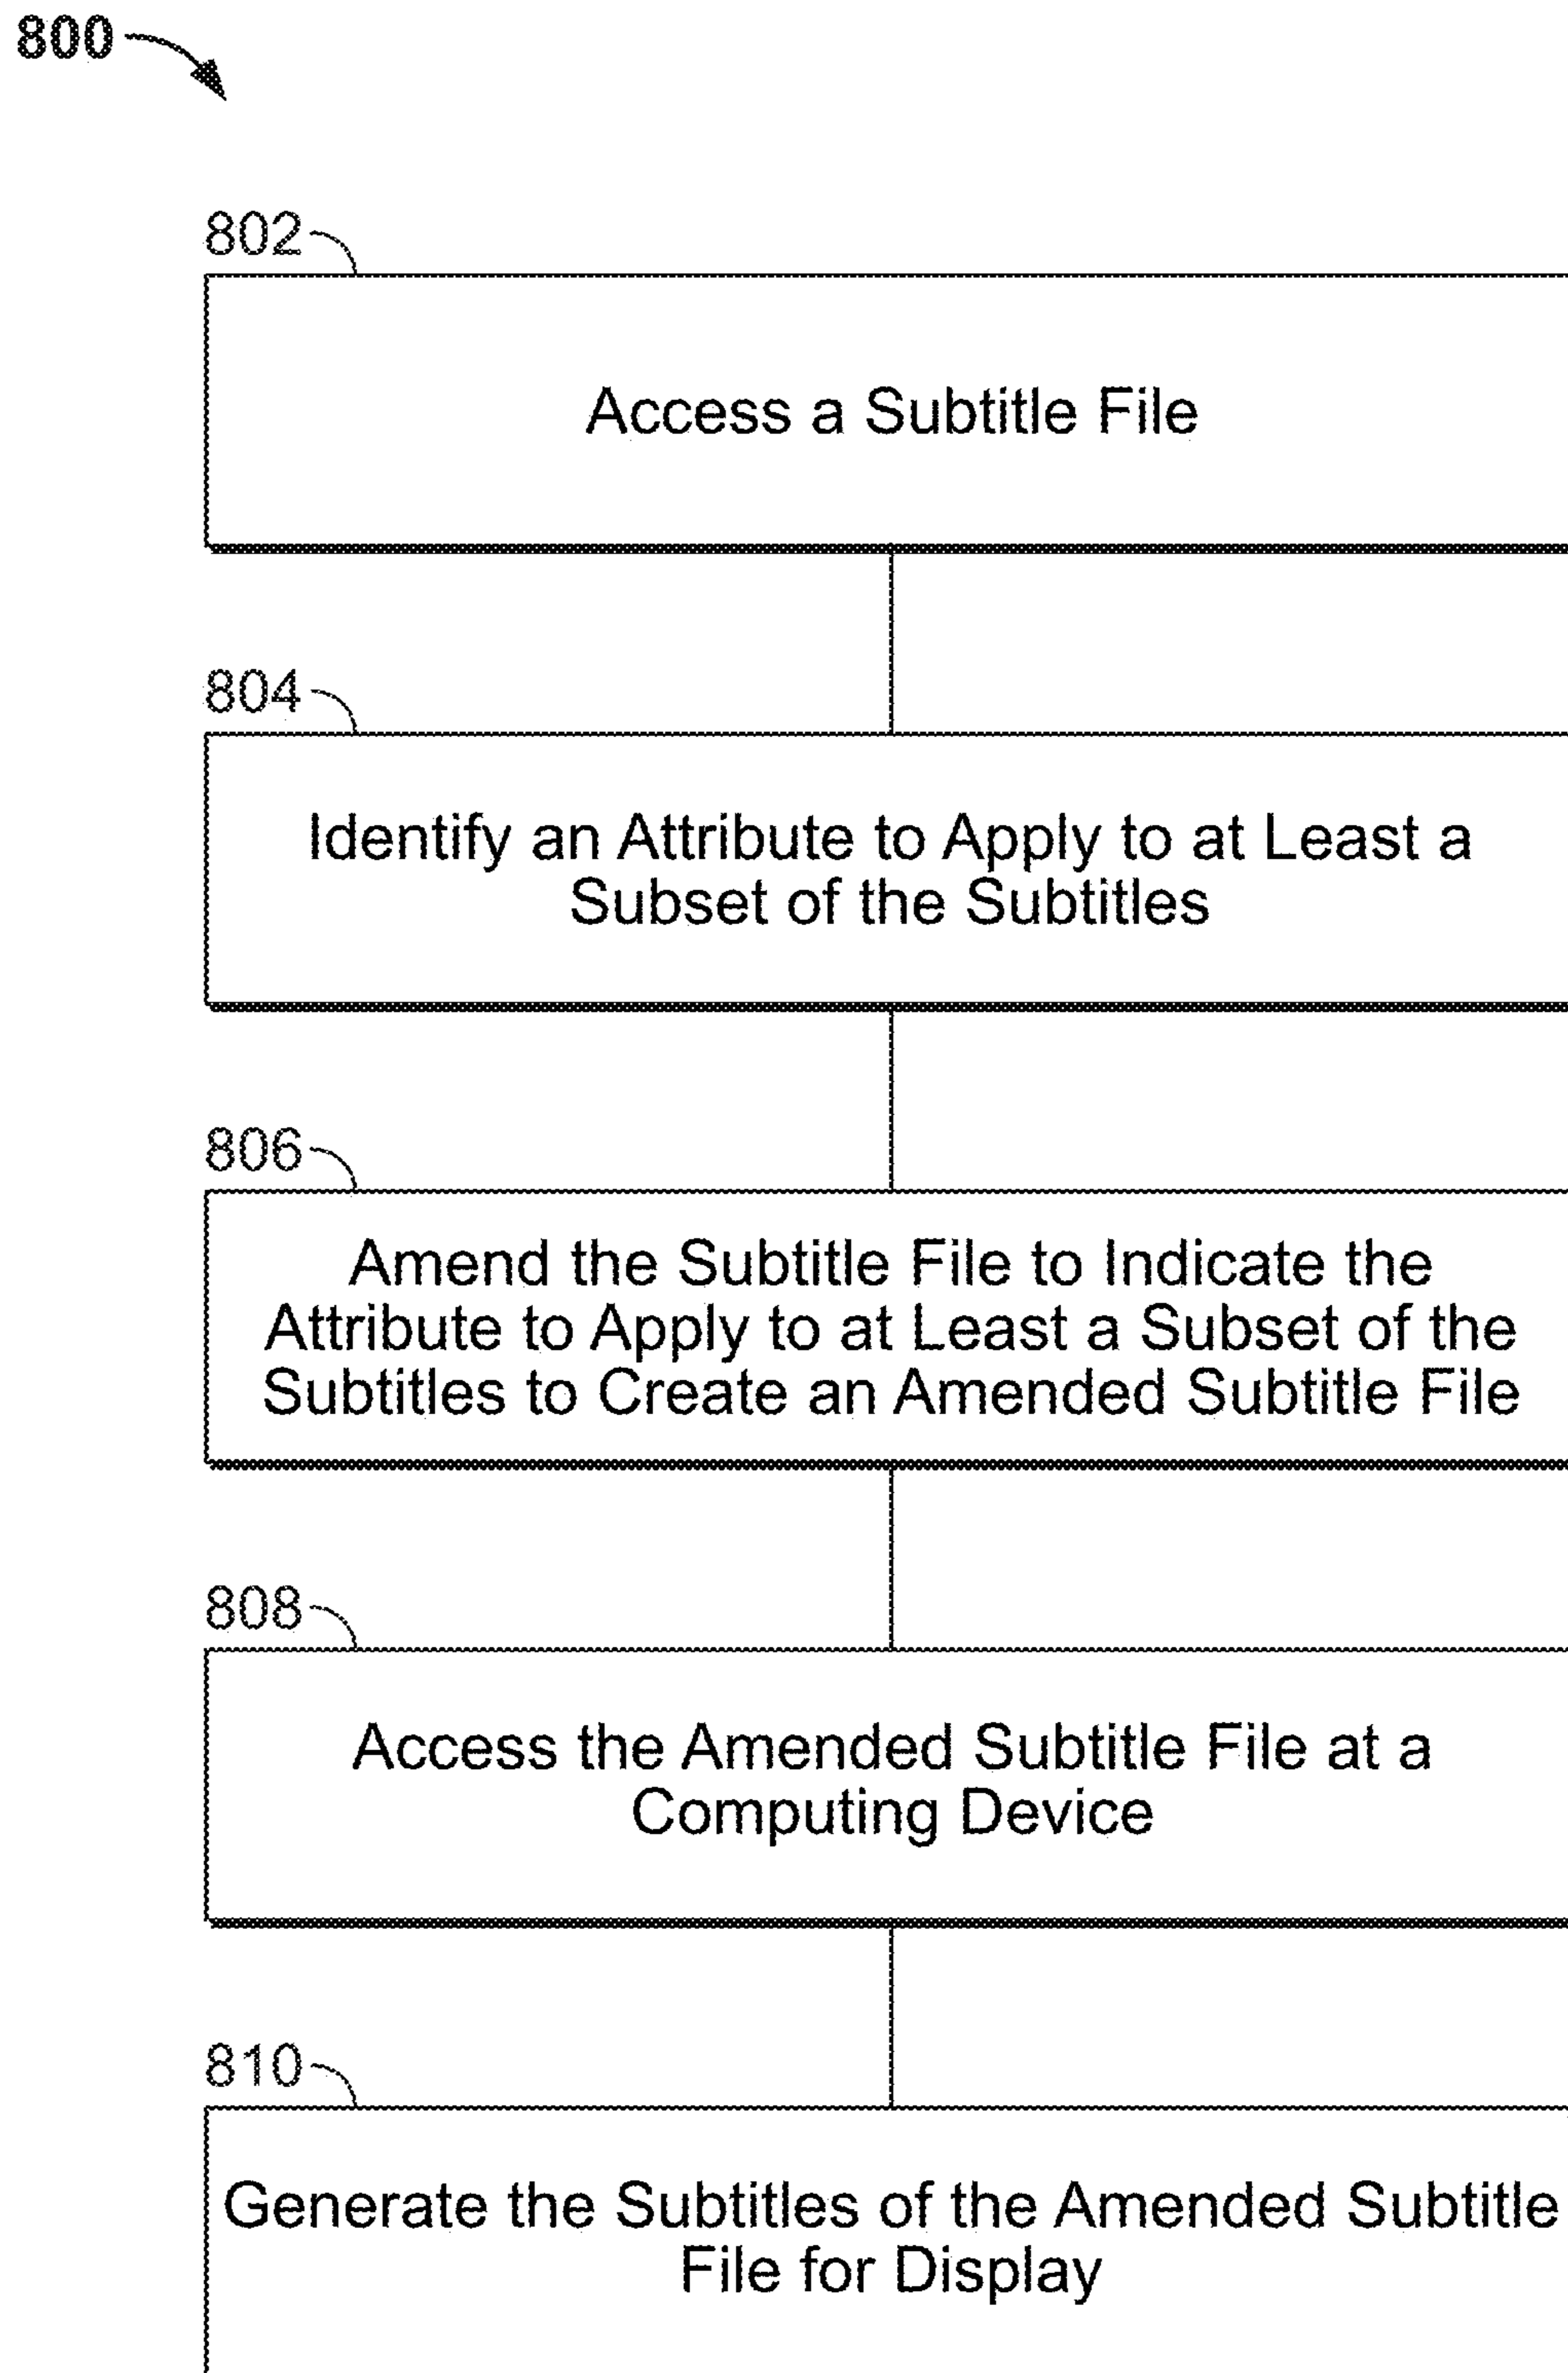 800
802
Access a Subtitle File
804
Identify an Attribute to Apply to at Least a
Subset of the Subtitles
806
Amend the Subtitle File to Indicate the
Attribute to Apply to at Least a Subset of the
Subtitles to Create an Amended Subtitle File
808
Access the Amended Subtitle File at a
Computing Device
810
Generate the Subtitles of the Amended Subtitle
File for Display